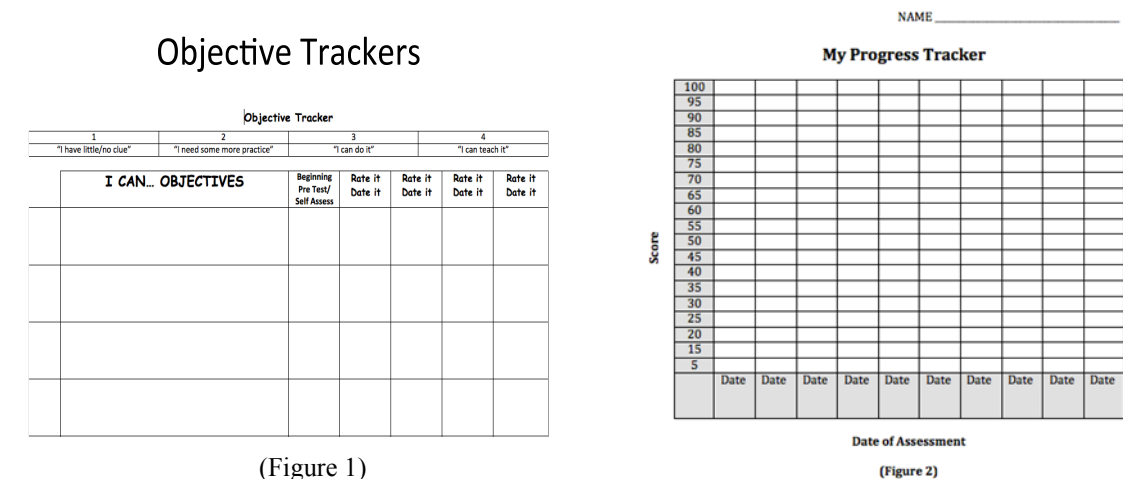 Objective Trackers
Objective Tracker
1 2 3 4
"I have little/no clue" "I need some more practice" "I can do it" "I can teach it"
I CAN... OBJECTIVES Beginning Pre Test/ Self Assess Rate it Date it Rate it Date it Rate it Date it Rate it Date it
(Figure 1)
NAME
My Progress Tracker
Score
100
95
90
85
80
75
70
65
60
55
50
45
40
35
30
25
20
15
5
Date Date Date Date Date Date Date Date Date Date
Date of Assessment
(Figure 2)